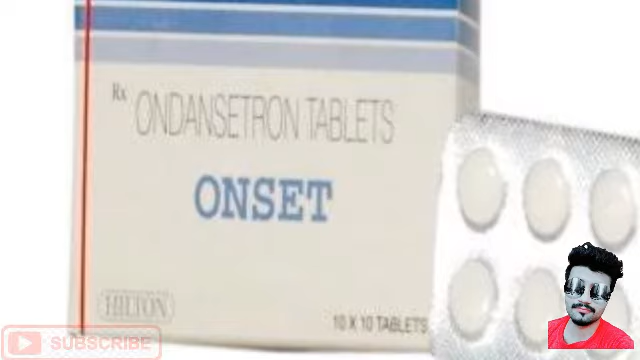 Rx ONDANSETRON TABLETS
ONSET
HILTON
10 X 10 TABLETS
SUBSCRIBE